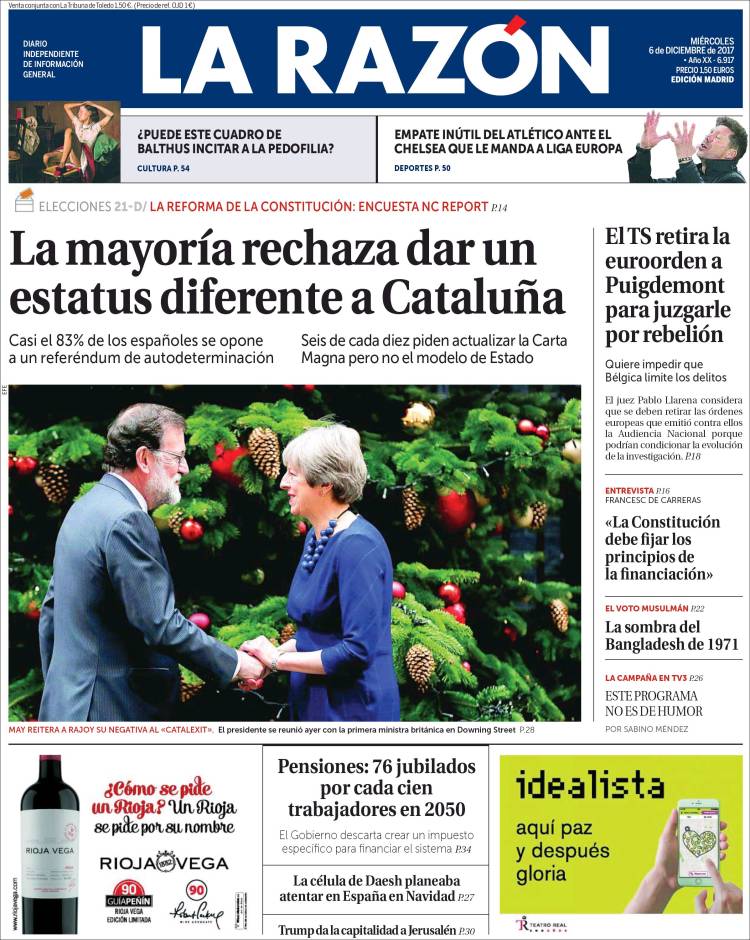 Venta conjunta con La Tribuna de Toledo 1,50 €. (Precio de ref. OJD 1 €)
DIARIO
INDEPENDIENTE
DE INFORMACIÓN
GENERAL
LA RAZÓN
MIÉRCOLES
6 de DICIEMBRE de 2017
• Año XX - 6.917
PRECIO 1,50 EUROS
EDICIÓN MADRID
¿PUEDE ESTE CUADRO DE
BALTHUS INCITAR A LA PEDOFILIA?
CULTURA P. 54
EMPATE INÚTIL DEL ATLÉTICO ANTE EL
CHELSEA QUE LE MANDA A LIGA EUROPA
DEPORTES P. 50
ELECCIONES 21-D/ LA REFORMA DE LA CONSTITUCIÓN: ENCUESTA NC REPORT P.14
La mayoría rechaza dar un
estatus diferente a Cataluña
Casi el 83% de los españoles se opone
a un referéndum de autodeterminación
Seis de cada diez piden actualizar la Carta
Magna pero no el modelo de Estado
EFE
MAY REITERA A RAJOY SU NEGATIVA AL «CATALEXIT». El presidente se reunió ayer con la primera ministra británica en Downing Street P.28
El TS retira la
euroorden a
Puigdemont
para juzgarle
por rebelión
Quiere impedir que
Bélgica limite los delitos
El juez Pablo Llarena considera
que se deben retirar las órdenes
europeas que emitió contra ellos
la Audiencia Nacional porque
podrían condicionar la evolución
de la investigación. P.18
ENTREVISTA P.16
FRANCESC DE CARRERAS
«La Constitución
debe fijar los
principios de
la financiación»
EL VOTO MUSULMÁN P.22
La sombra del
Bangladesh de 1971
LA CAMPAÑA EN TV3 P.26
ESTE PROGRAMA
NO ES DE HUMOR
POR SABINO MÉNDEZ
www.riojavega.com
RIOJA VEGA
¿Cómo se pide
un Rioja? Un Rioja
se pide por su nombre
RIOJA VEGA
1882
90
GUÍAPEÑÍN
RIOJA VEGA
EDICIÓN LIMITADA
90
Pensiones: 76 jubilados
por cada cien
trabajadores en 2050
El Gobierno descarta crear un impuesto
específico para financiar el sistema P.34
La célula de Daesh planeaba
atentar en España en Navidad P.27
Trump da la capitalidad a Jerusalén P.30
idealista
aquí paz
y después
gloria
TEATRO REAL